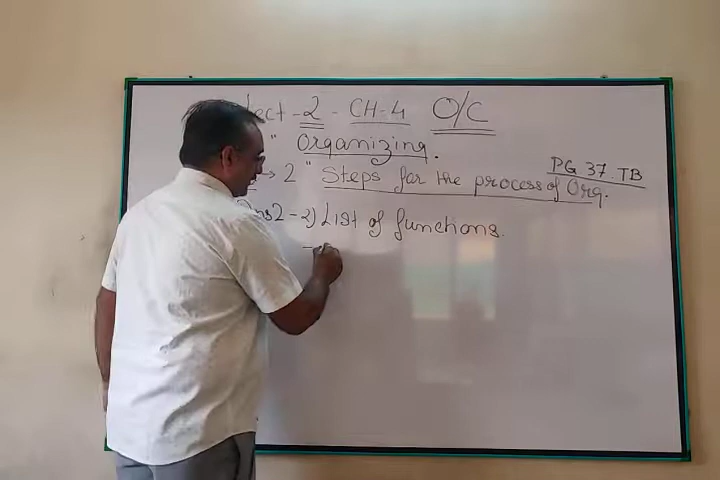 ect - 2 - CH-4 O/C
" Organizing.
PG 37 TB
→ 2 " Steps for the process of Org.
Ans 2 - 2) List of functions.